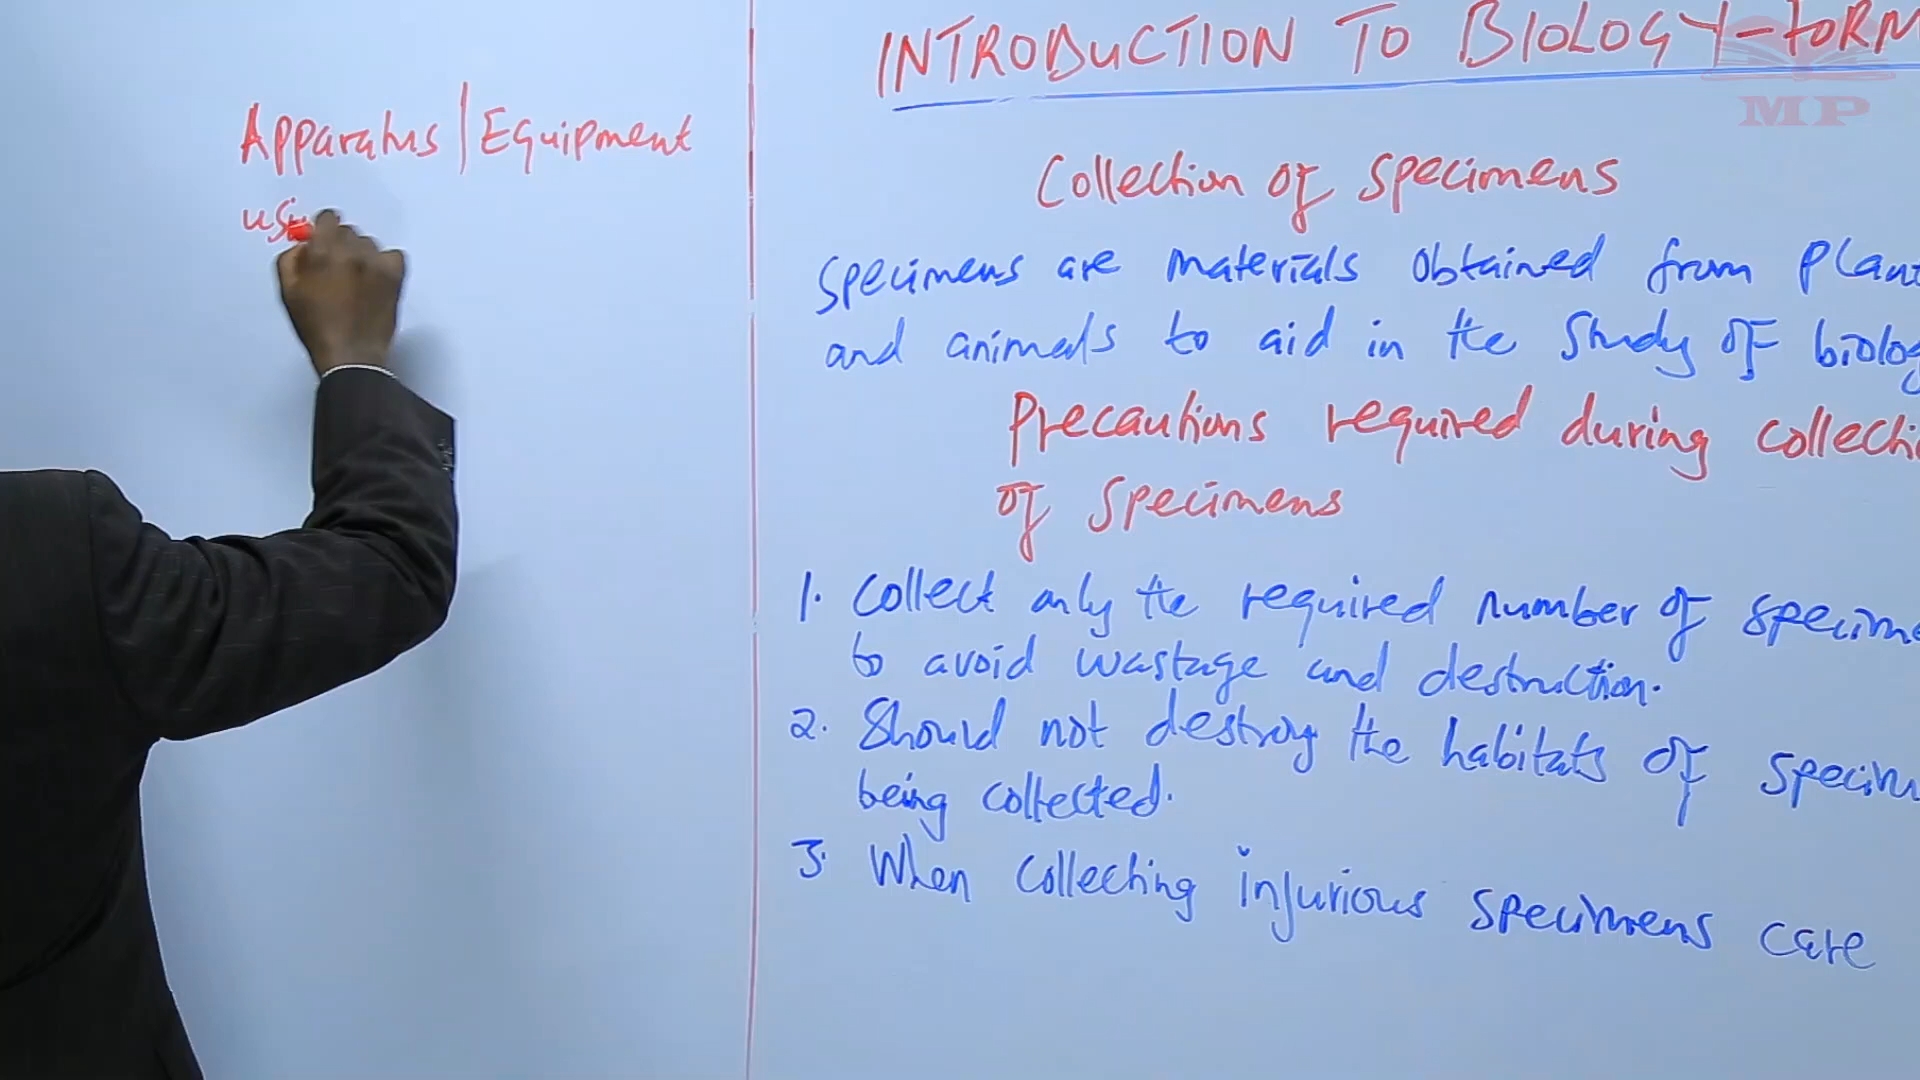 Apparatus | Equipment
INTRODUCTION TO BIOLOGY-FORM
MP
Collection of specimens
Specimens are materials obtained from Plant
and animals to aid in the study of biolog
Precautions required during collecti
of specimens
1. Collect only the required number of specime
to avoid wastage and destruction.
2. Should not destroy the habitats of specim
being collected.
3. When collecting injurious specimens care